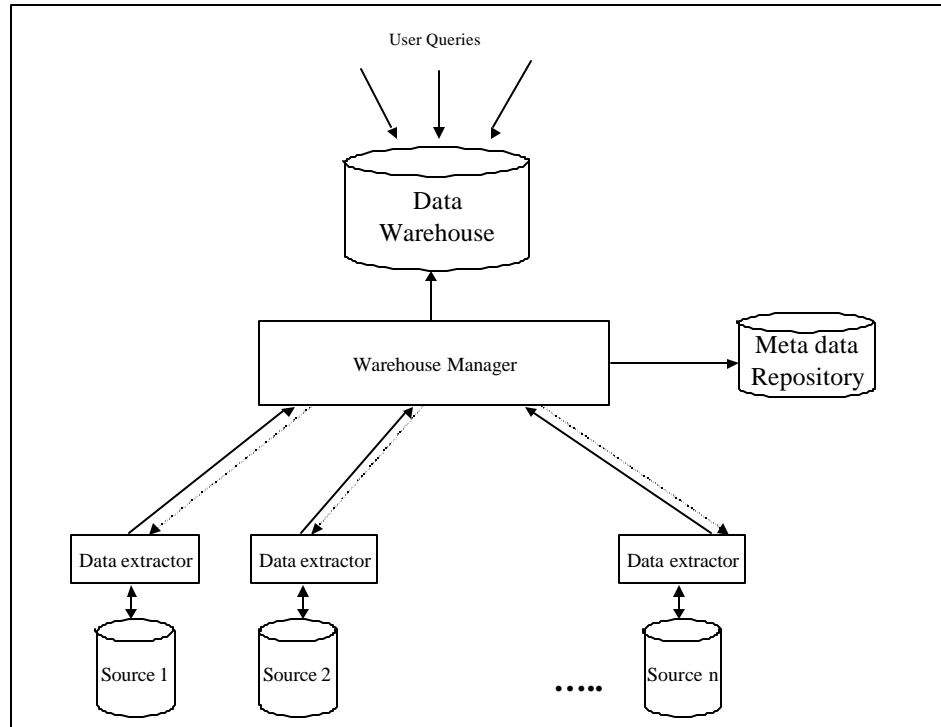 User Queries
Data
Warehouse
Warehouse Manager
Meta data
Repository
Data extractor
Data extractor
Data extractor
Source 1
Source 2
.....
Source n